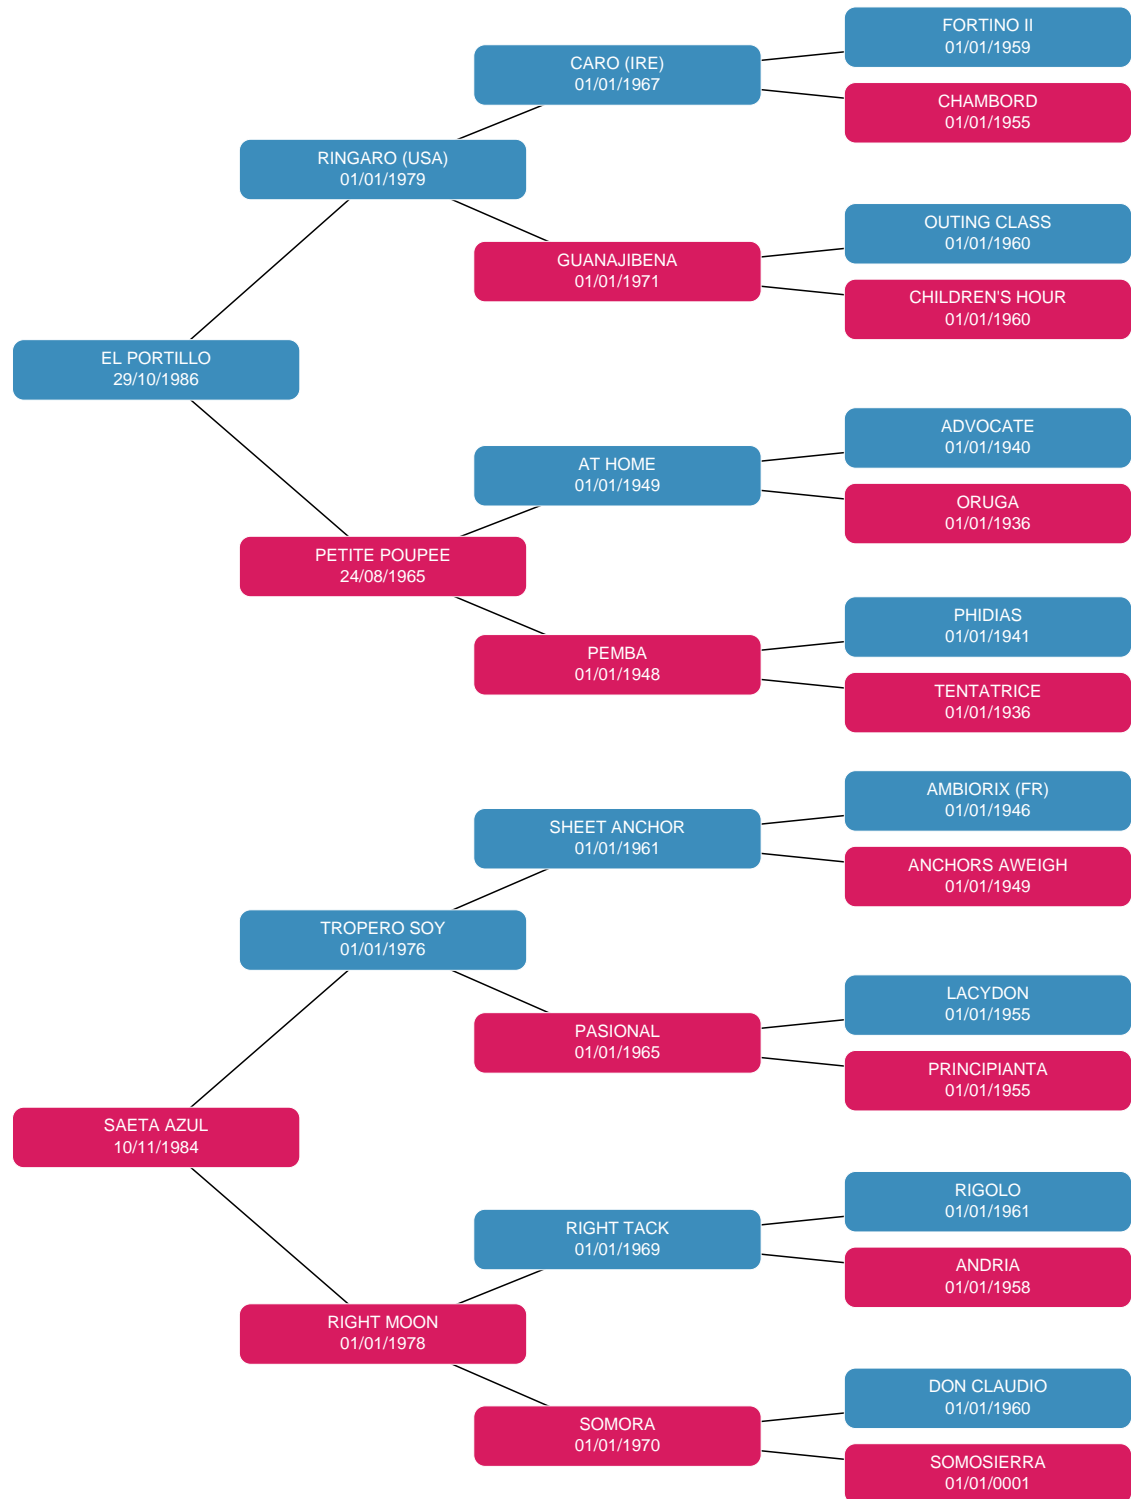 FORTINO II
01/01/1959
CARO (IRE)
01/01/1967
CHAMBORD
01/01/1955
RINGARO (USA)
01/01/1979
OUTING CLASS
01/01/1960
GUANAJIBENA
01/01/1971
CHILDREN'S HOUR
01/01/1960
EL PORTILLO
29/10/1986
ADVOCATE
01/01/1940
AT HOME
01/01/1949
ORUGA
01/01/1936
PETITE POUPEE
24/08/1965
PHIDIAS
01/01/1941
PEMBA
01/01/1948
TENTATRICE
01/01/1936
AMBIORIX (FR)
01/01/1946
SHEET ANCHOR
01/01/1961
ANCHORS AWEIGH
01/01/1949
TROPERO SOY
01/01/1976
LACYDON
01/01/1955
PASIONAL
01/01/1965
PRINCIPIANTA
01/01/1955
SAETA AZUL
10/11/1984
RIGOLO
01/01/1961
RIGHT TACK
01/01/1969
ANDRIA
01/01/1958
RIGHT MOON
01/01/1978
DON CLAUDIO
01/01/1960
SOMORA
01/01/1970
SOMOSIERRA
01/01/0001